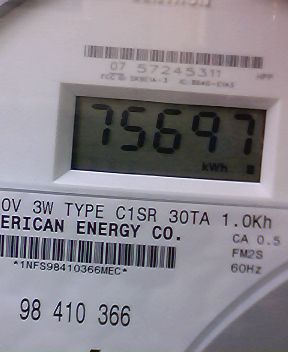 07 57245311 HPP
75697
kWh
0V 3W TYPE C1SR 30TA 1.0Kh
ERICAN ENERGY CO.
CA 0.5
FM2S
60Hz
*1NFS98410366MEC*
98 410 366